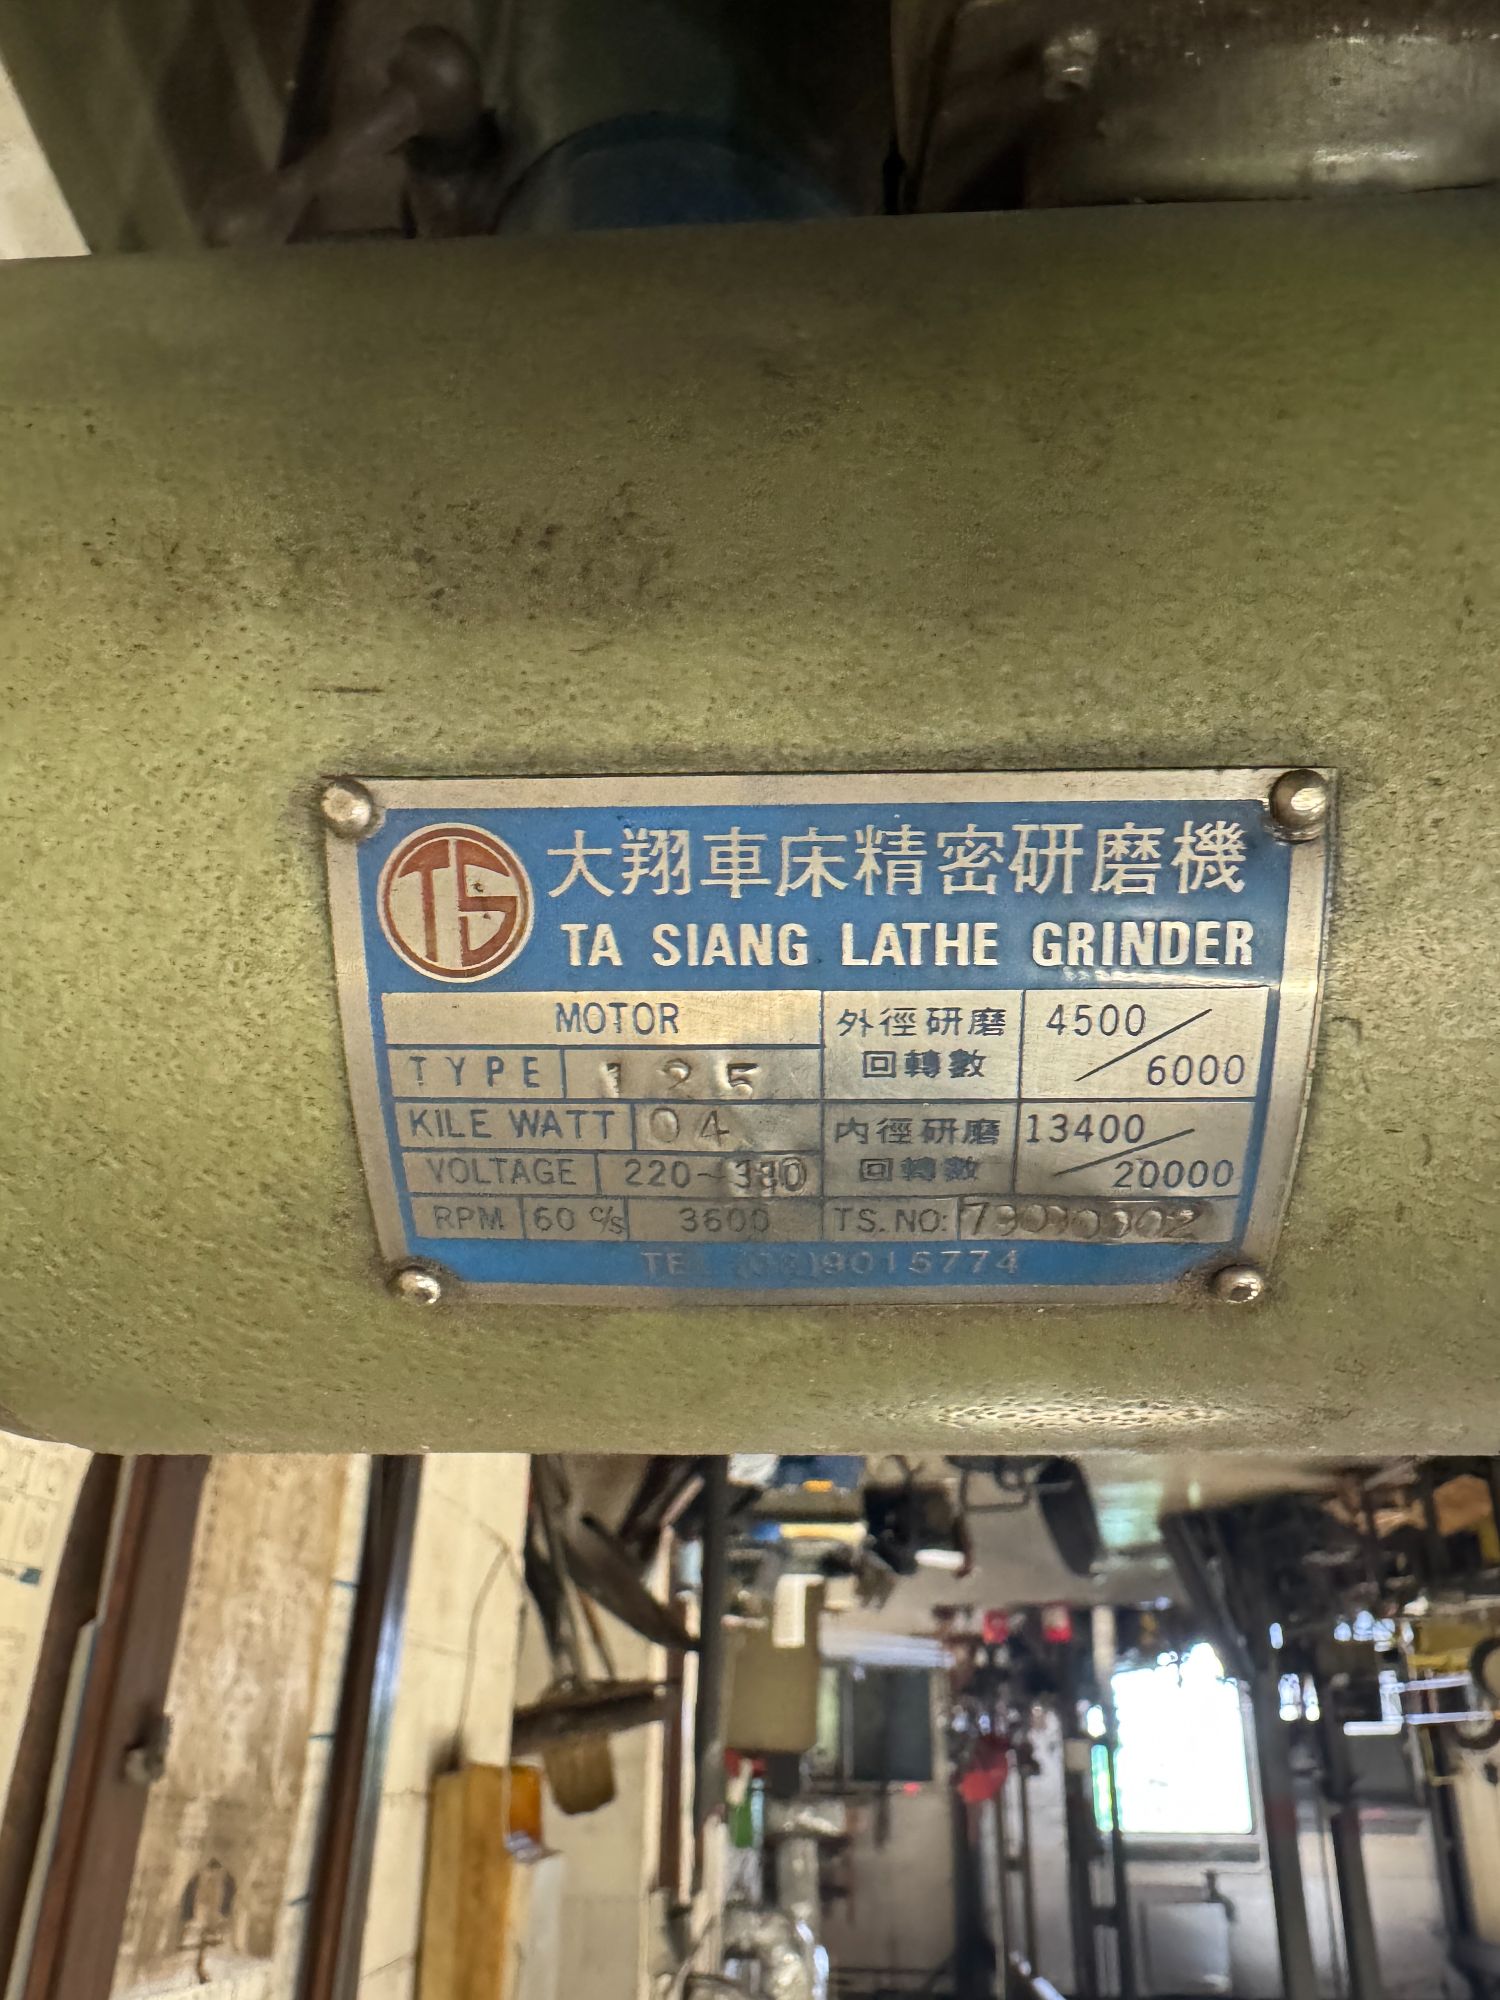 TS
大翔車床精密研磨機
TA SIANG LATHE GRINDER
MOTOR
TYPE 125
KILE WATT 04
VOLTAGE 220~
RPM 60 c/s 3600
外徑研磨回轉數 4500/6000
內徑研磨回轉數 13400/20000
TS.NO:
9015774